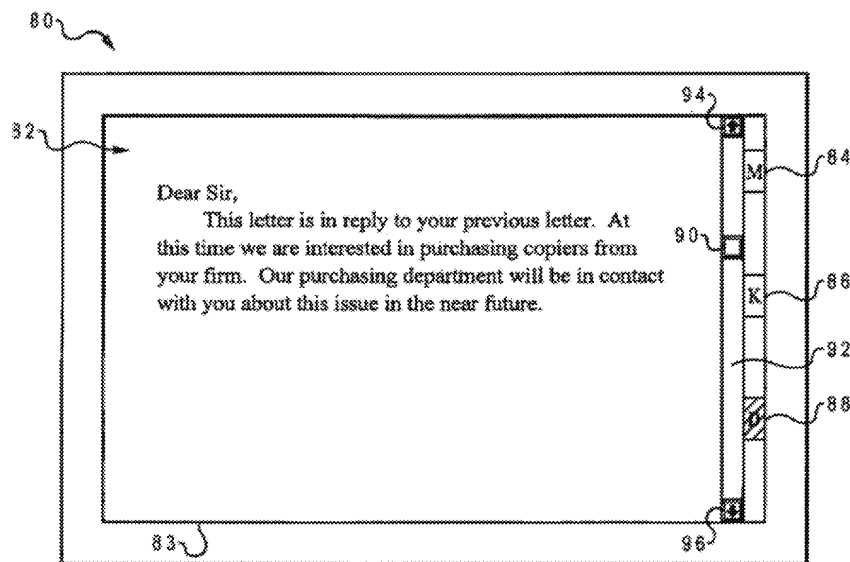 80
82
94
84
M
Dear Sir,
This letter is in reply to your previous letter. At
this time we are interested in purchasing copiers from
your firm. Our purchasing department will be in contact
with you about this issue in the near future.
90
K
86
92
88
83
96